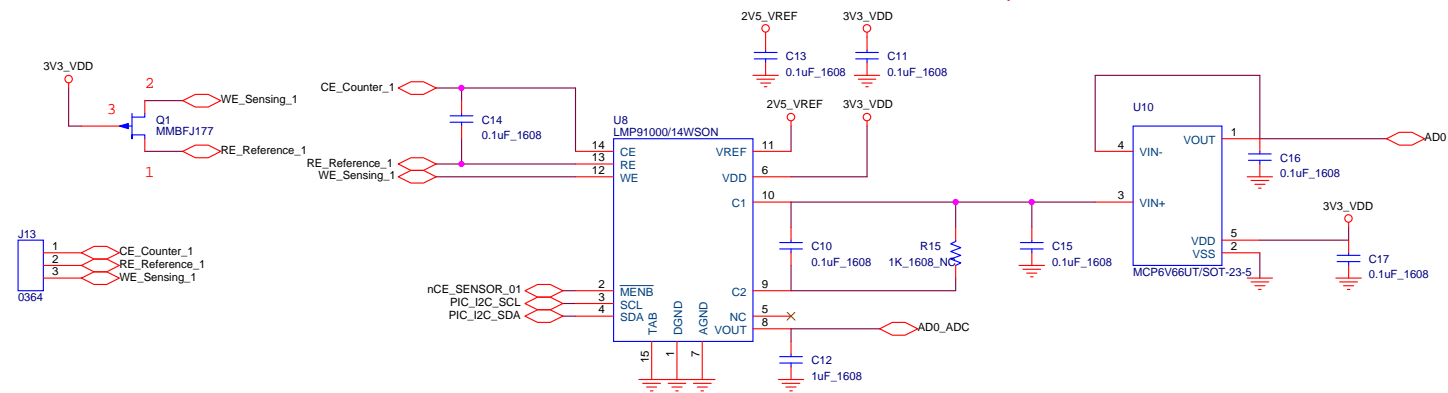 2V5_VREF
3V3_VDD
C13
0.1uF_1608
C11
0.1uF_1608
3V3_VDD
2
WE_Sensing_1
3
Q1
MMBFJ177
RE_Reference_1
1
CE_Counter_1
C14
0.1uF_1608
RE_Reference_1
WE_Sensing_1
2V5_VREF
3V3_VDD
U8
LMP91000/14WSON
14
CE
13
RE
12
WE
VREF
11
VDD
6
C1
10
C10
0.1uF_1608
R15
1K_1608_NC
C15
0.1uF_1608
U10
4
VIN-
VOUT
1
AD0
C16
0.1uF_1608
3
VIN+
3V3_VDD
VDD
5
VSS
2
MCP6V66UT/SOT-23-5
C17
0.1uF_1608
J13
1
CE_Counter_1
2
RE_Reference_1
3
WE_Sensing_1
0364
nCE_SENSOR_01
2
MENB
PIC_I2C_SCL
3
SCL
PIC_I2C_SDA
4
SDA
C2
9
NC
5
VOUT
8
AD0_ADC
TAB
DGND
AGND
15
1
7
C12
1uF_1608